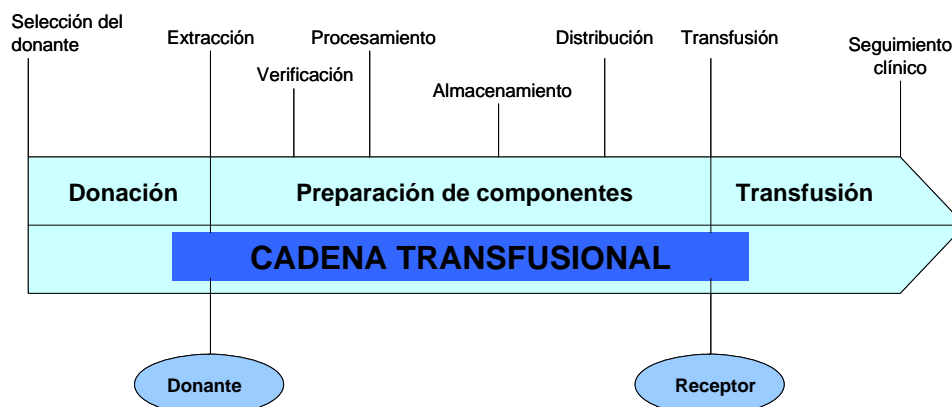 Selección del
donante
Extracción
Procesamiento
Distribución
Transfusión
Seguimiento
clínico
Verificación
Almacenamiento
Donación
Preparación de componentes
Transfusión
CADENA TRANSFUSIONAL
Donante
Receptor